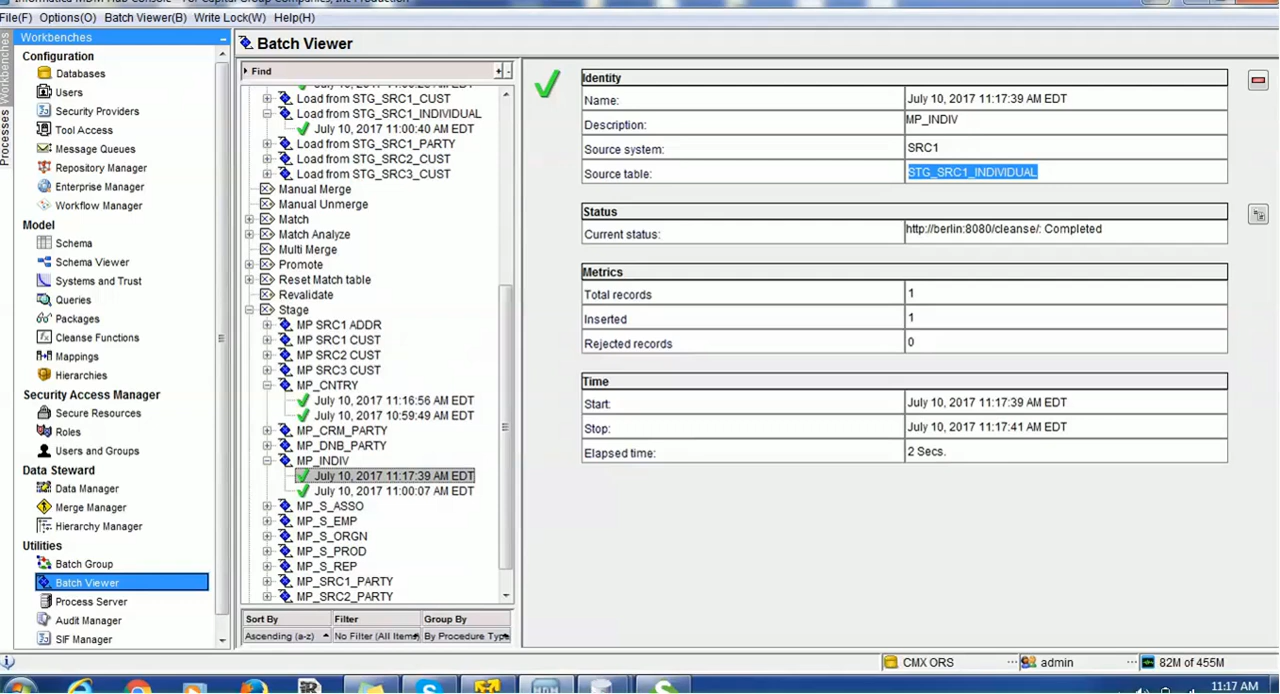 File(F) Options(O) Batch Viewer(B) Write Lock(W) Help(H)
Workbenches
Processes
Workbenches
Configuration
Databases
Users
Security Providers
Tool Access
Message Queues
Repository Manager
Enterprise Manager
Workflow Manager
Model
Schema
Schema Viewer
Systems and Trust
Queries
Packages
Cleanse Functions
Mappings
Hierarchies
Security Access Manager
Secure Resources
Roles
Users and Groups
Data Steward
Data Manager
Merge Manager
Hierarchy Manager
Utilities
Batch Group
Batch Viewer
Process Server
Audit Manager
SIF Manager
Batch Viewer
Find
Load from STG_SRC1_CUST
Load from STG_SRC1_INDIVIDUAL
July 10, 2017 11:00:40 AM EDT
Load from STG_SRC1_PARTY
Load from STG_SRC2_CUST
Load from STG_SRC3_CUST
Manual Merge
Manual Unmerge
Match
Match Analyze
Multi Merge
Promote
Reset Match table
Revalidate
Stage
MP SRC1 ADDR
MP SRC1 CUST
MP SRC2 CUST
MP SRC3 CUST
MP_CNTRY
July 10, 2017 11:16:56 AM EDT
July 10, 2017 10:59:49 AM EDT
MP_CRM_PARTY
MP_DNB_PARTY
MP_INDIV
July 10, 2017 11:17:39 AM EDT
July 10, 2017 11:00:07 AM EDT
MP_S_ASSO
MP_S_EMP
MP_S_ORGN
MP_S_PROD
MP_S_REP
MP_SRC1_PARTY
MP_SRC2_PARTY
Sort By Filter Group By
Ascending (a-z) No Filter (All Items) By Procedure Type
Identity
Name: July 10, 2017 11:17:39 AM EDT
Description: MP_INDIV
Source system: SRC1
Source table: STG_SRC1_INDIVIDUAL
Status
Current status: http://berlin:8080/cleanse/: Completed
Metrics
Total records 1
Inserted 1
Rejected records 0
Time
Start: July 10, 2017 11:17:39 AM EDT
Stop: July 10, 2017 11:17:41 AM EDT
Elapsed time: 2 Secs.
CMX ORS ... admin ... 82M of 455M
11:17 AM